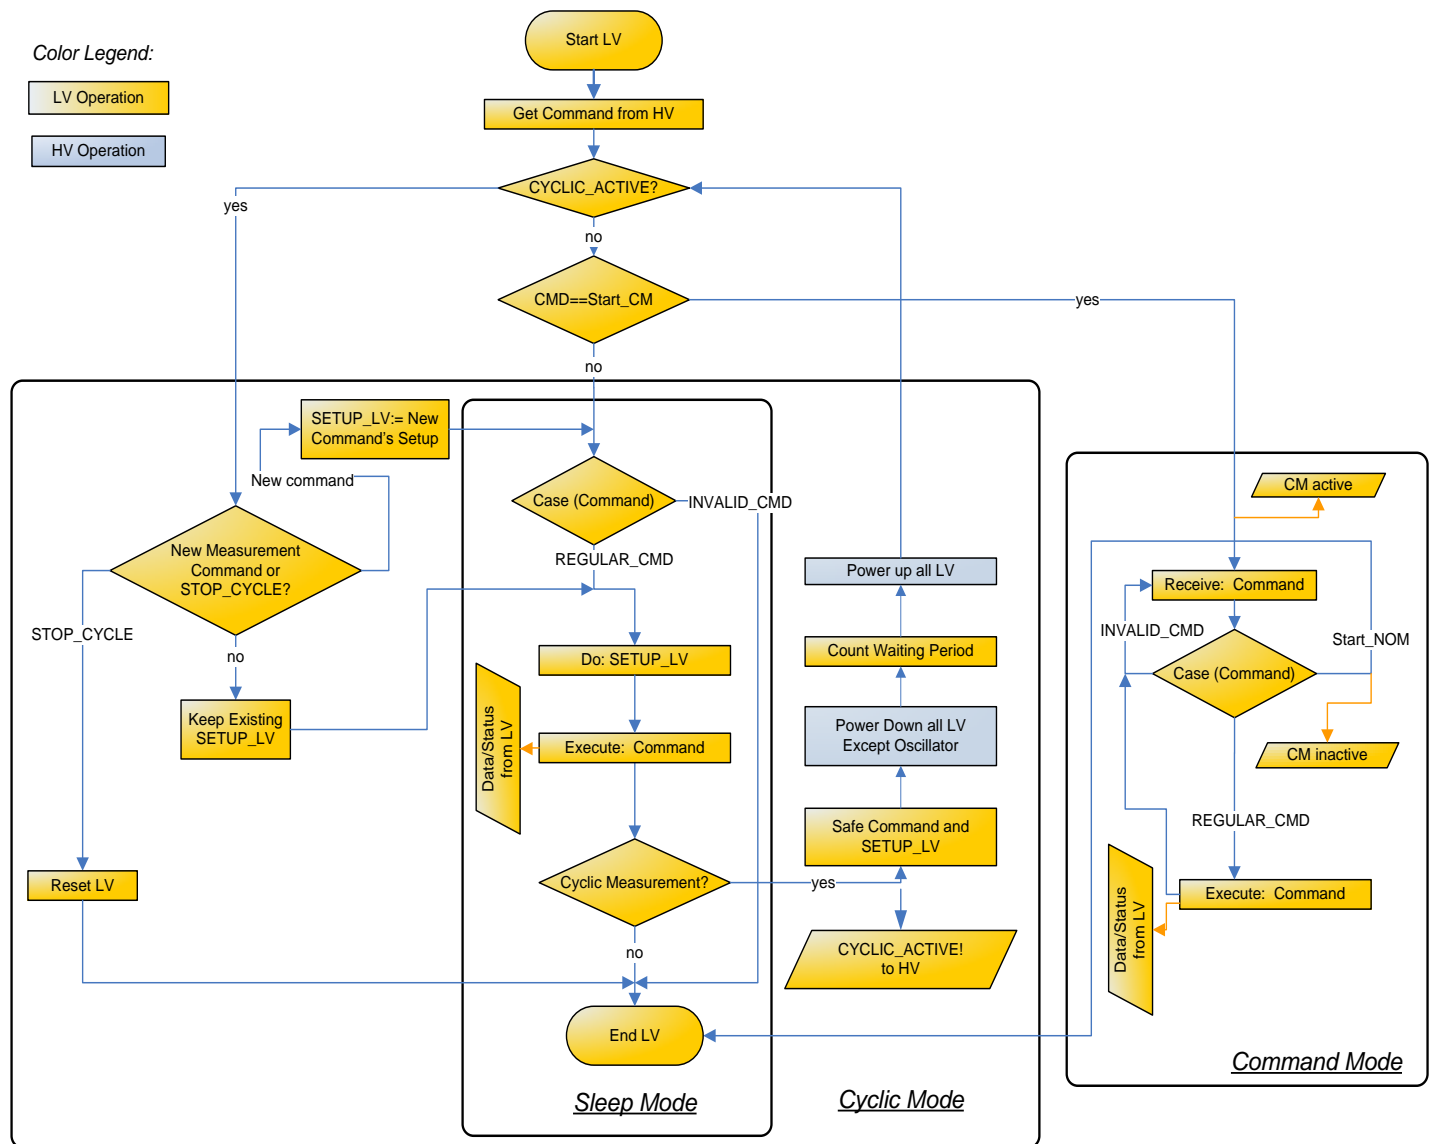 Start LV
Color Legend:
LV Operation
Get Command from HV
HV Operation
CYCLIC_ACTIVE?
yes
no
CMD==Start_CM
yes
no
SETUP_LV:= New
Command's Setup
New command
Case (Command)
INVALID_CMD
CM active
New Measurement
Command or
STOP_CYCLE?
REGULAR_CMD
Power up all LV
Receive: Command
STOP_CYCLE
INVALID_CMD
Start_NOM
no
Do: SETUP_LV
Count Waiting Period
Case (Command)
Keep Existing
SETUP_LV
Data/Status
from LV
Execute: Command
Power Down all LV
Except Oscillator
CM inactive
Safe Command and
SETUP_LV
REGULAR_CMD
Reset LV
Cyclic Measurement?
yes
Data/Status
from LV
Execute: Command
no
CYCLIC_ACTIVE!
to HV
End LV
Sleep Mode
Cyclic Mode
Command Mode